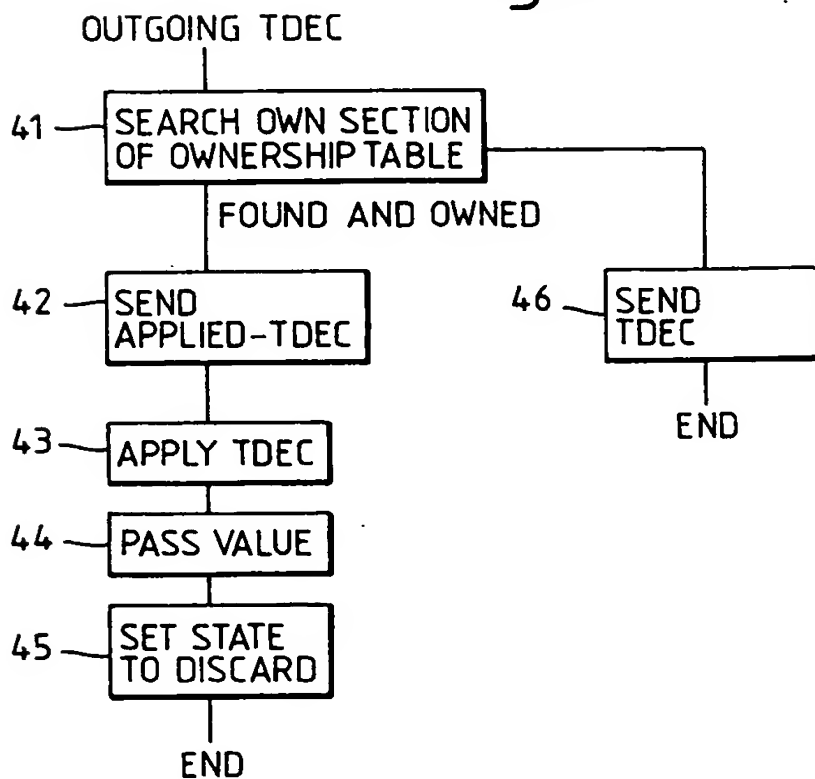 OUTGOING TDEC
41
SEARCH OWN SECTION
OF OWNERSHIP TABLE
FOUND AND OWNED
42
SEND
APPLIED-TDEC
46
SEND
TDEC
END
43
APPLY TDEC
44
PASS VALUE
45
SET STATE
TO DISCARD
END